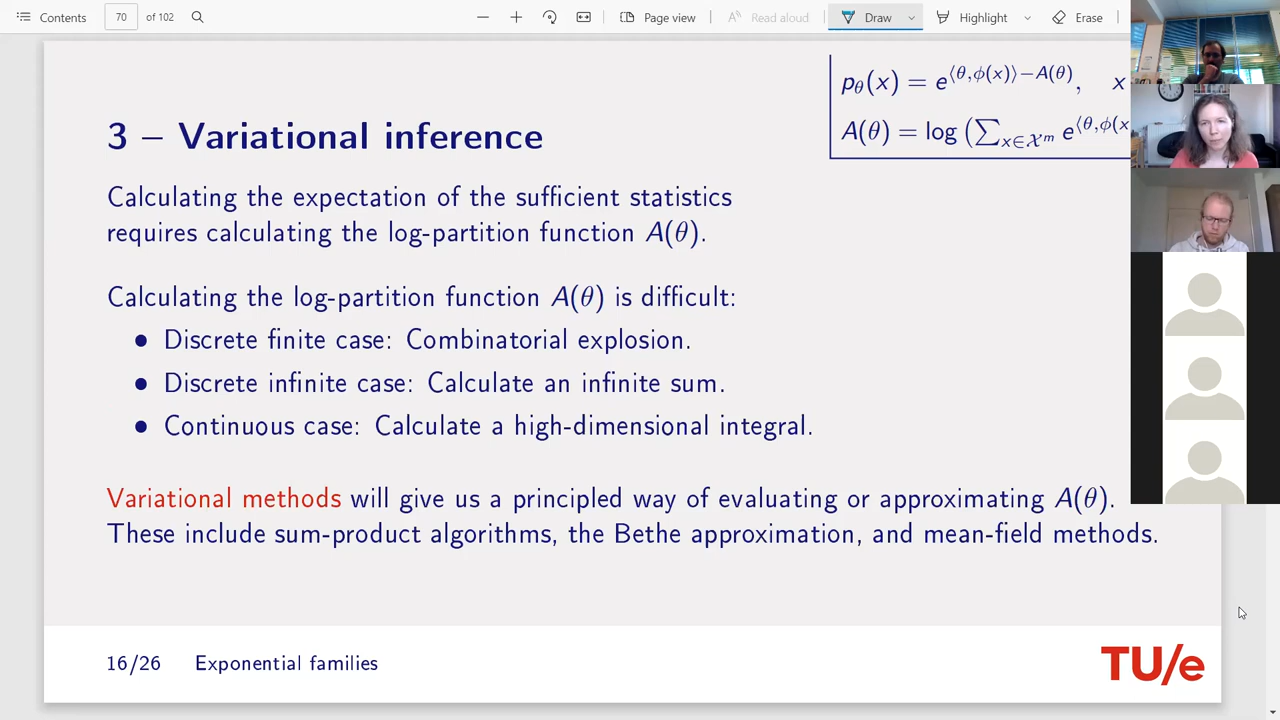 Contents 70 of 102 Page view Read aloud Draw Highlight Erase
pθ(x) = e^{⟨θ,ϕ(x)⟩−A(θ)}, x
A(θ) = log (∑_{x∈𝒳^m} e^{⟨θ,ϕ(x
3 – Variational inference
Calculating the expectation of the sufficient statistics
requires calculating the log-partition function A(θ).
Calculating the log-partition function A(θ) is difficult:
• Discrete finite case: Combinatorial explosion.
• Discrete infinite case: Calculate an infinite sum.
• Continuous case: Calculate a high-dimensional integral.
Variational methods will give us a principled way of evaluating or approximating A(θ).
These include sum-product algorithms, the Bethe approximation, and mean-field methods.
16/26 Exponential families
TU/e